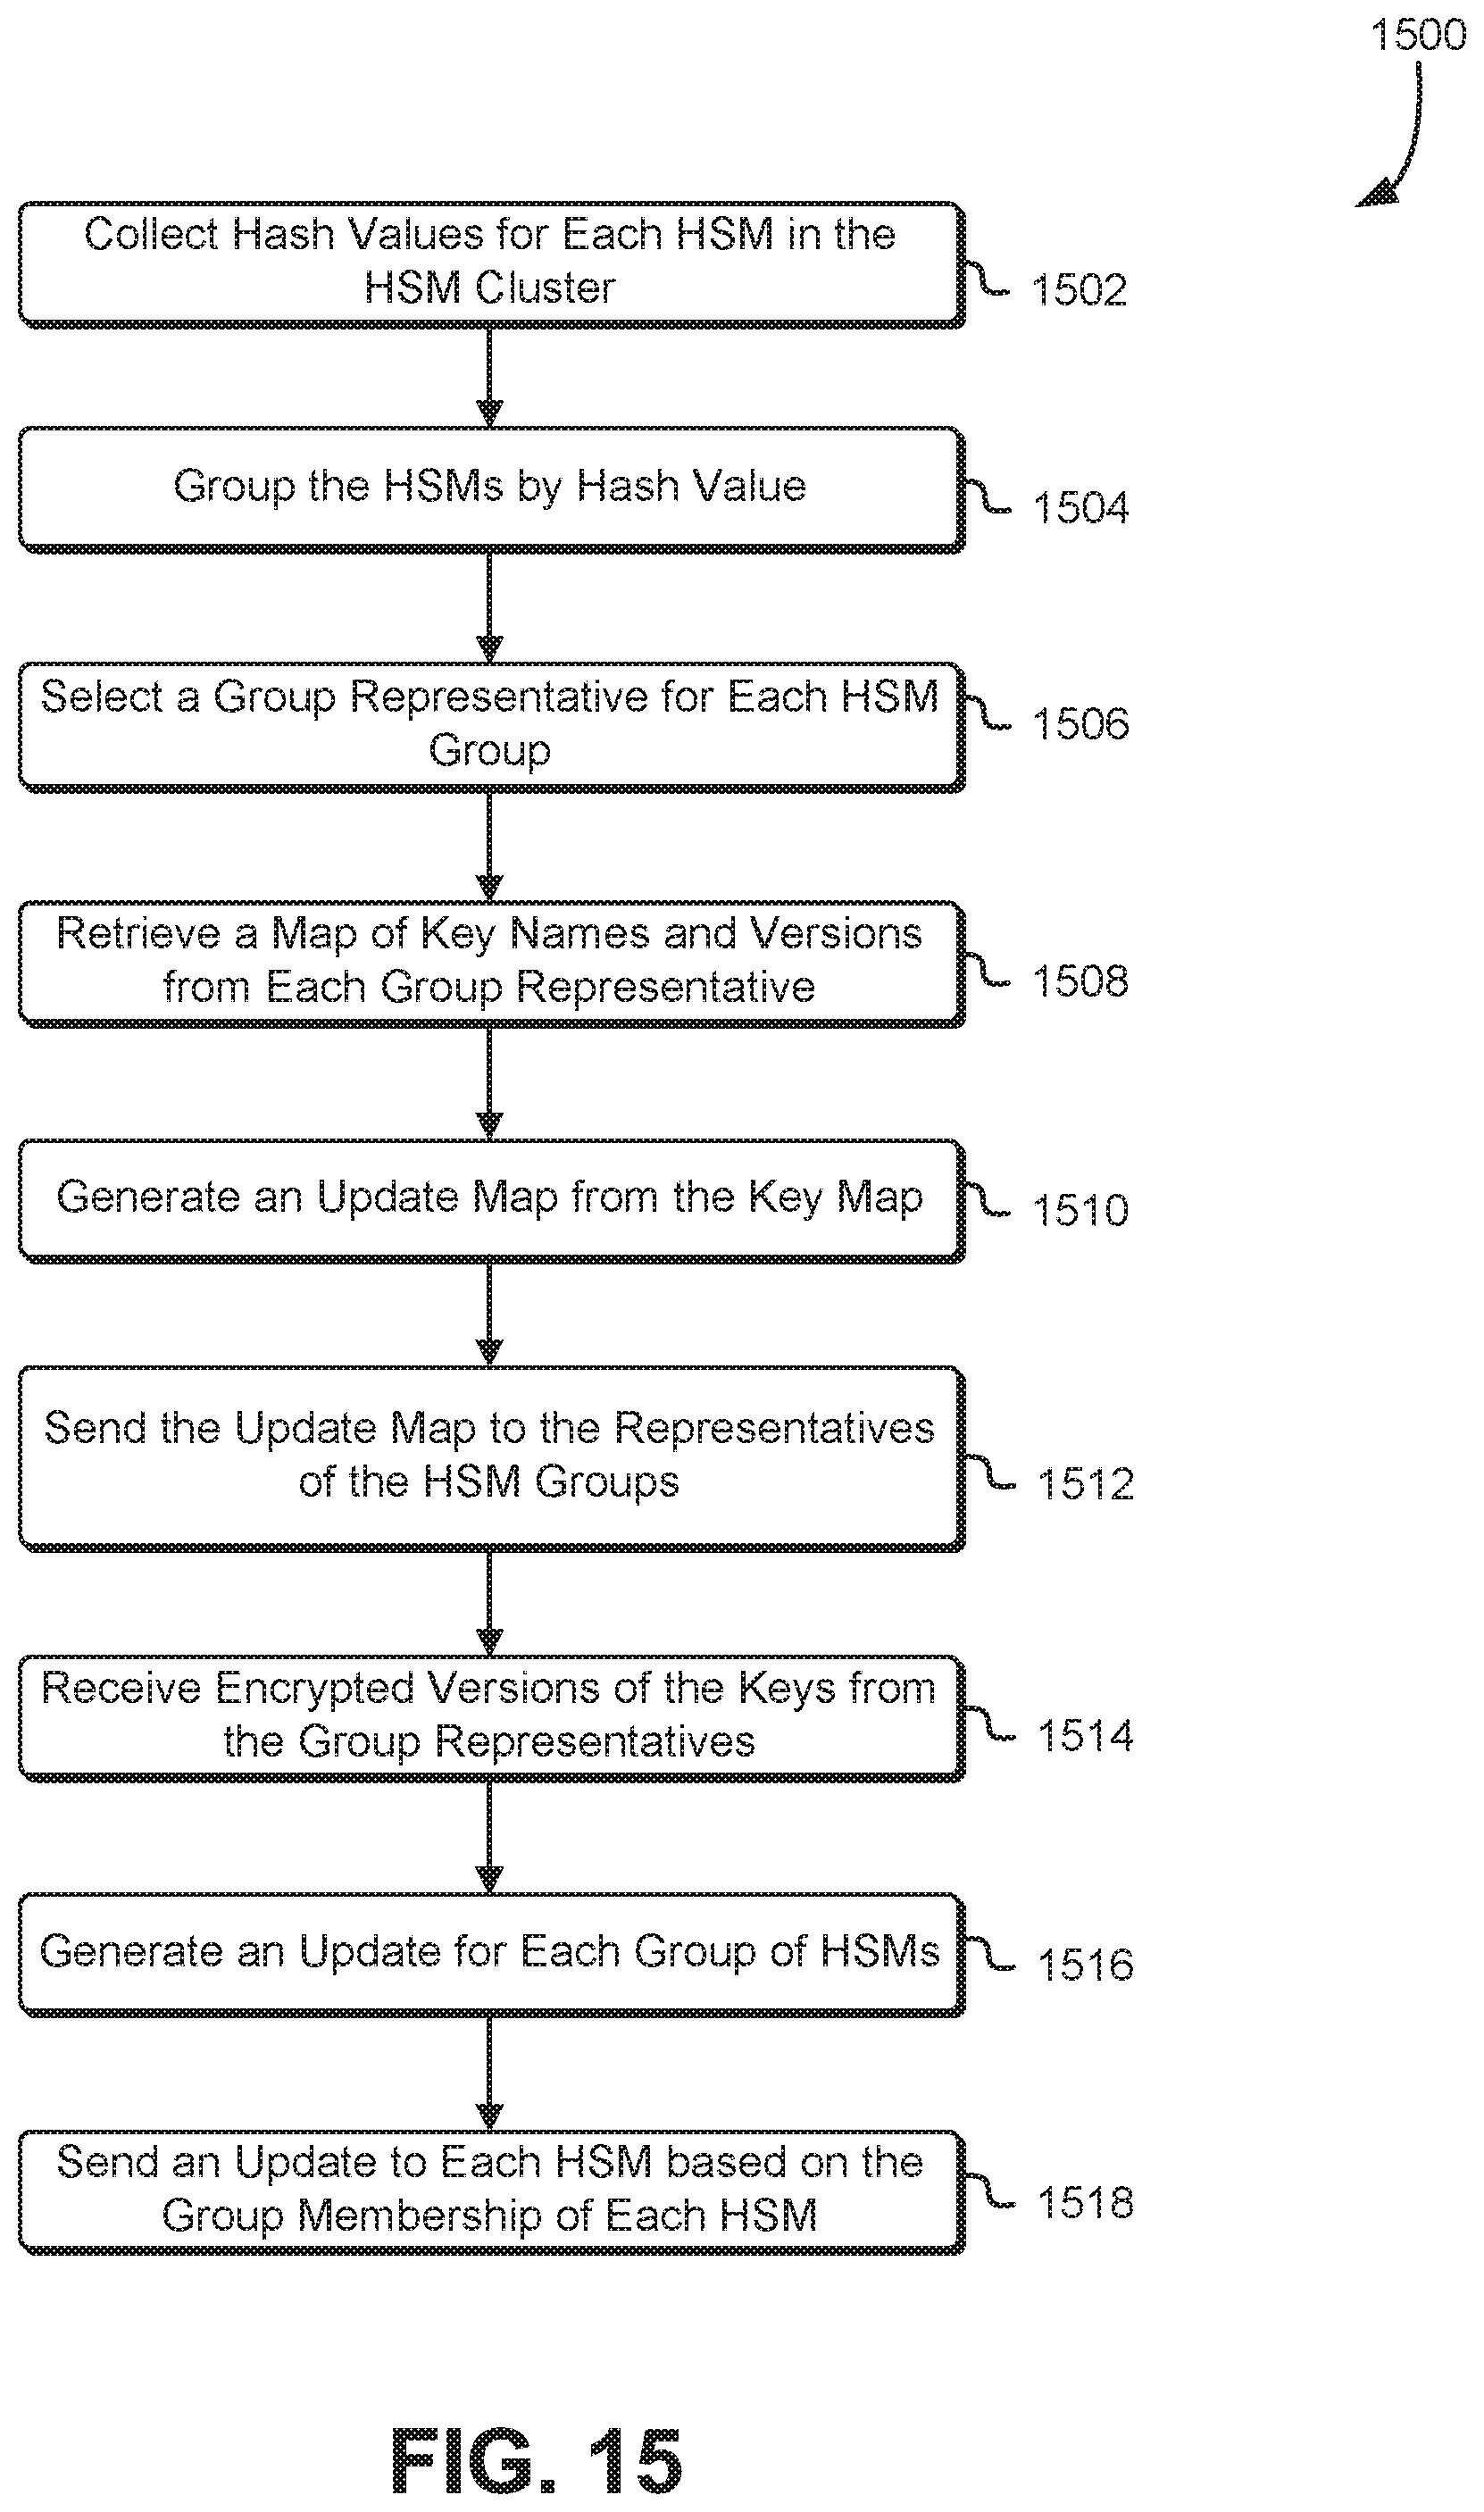 1500
Collect Hash Values for Each HSM in the
HSM Cluster
1502
Group the HSMs by Hash Value
1504
Select a Group Representative for Each HSM
Group
1506
Retrieve a Map of Key Names and Versions
from Each Group Representative
1508
Generate an Update Map from the Key Map
1510
Send the Update Map to the Representatives
of the HSM Groups
1512
Receive Encrypted Versions of the Keys from
the Group Representatives
1514
Generate an Update for Each Group of HSMs
1516
Send an Update to Each HSM based on the
Group Membership of Each HSM
1518
FIG. 15